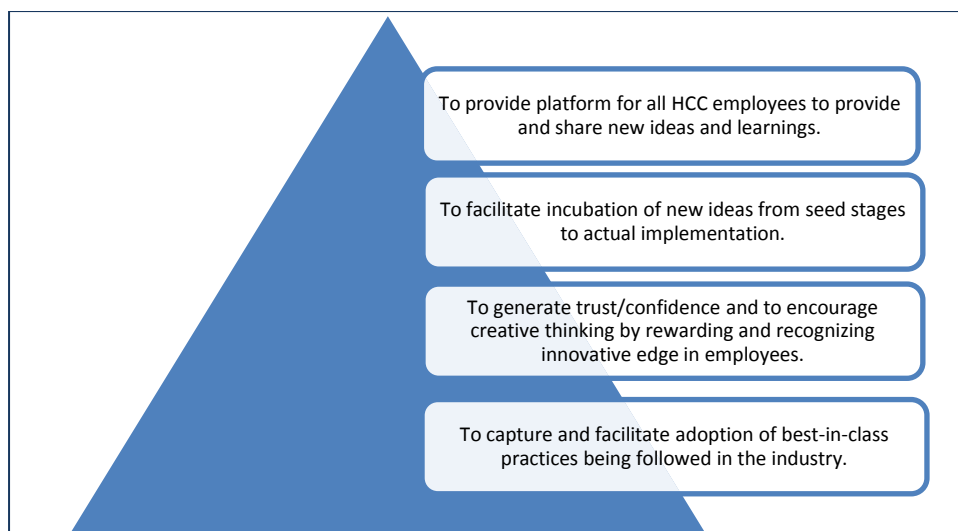 To provide platform for all HCC employees to provide
and share new ideas and learnings.
To facilitate incubation of new ideas from seed stages
to actual implementation.
To generate trust/confidence and to encourage
creative thinking by rewarding and recognizing
innovative edge in employees.
To capture and facilitate adoption of best-in-class
practices being followed in the industry.